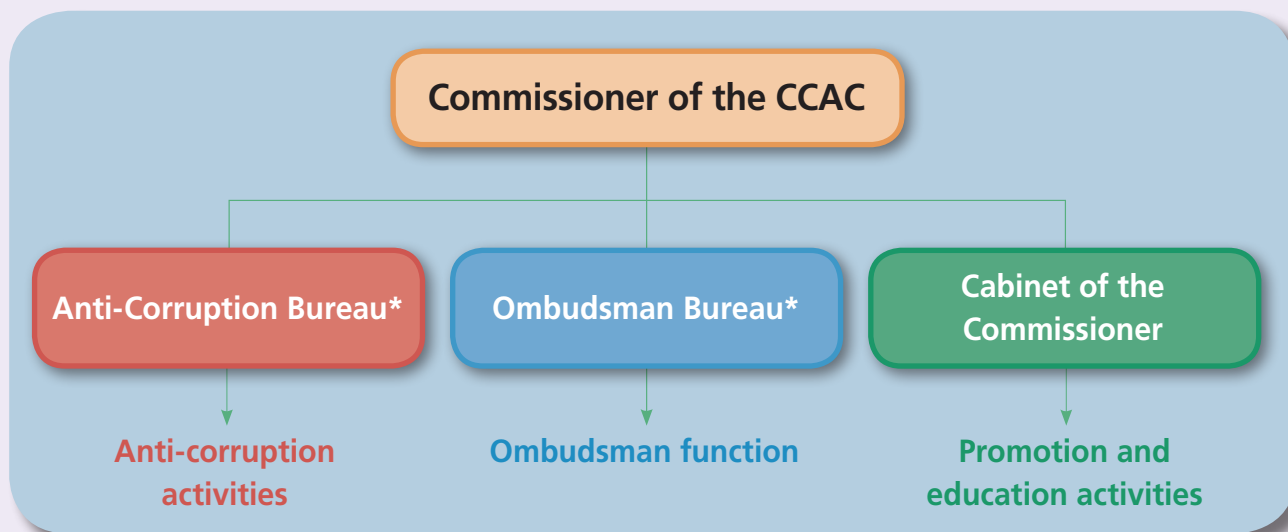 Commissioner of the CCAC
Anti-Corruption Bureau*
Ombudsman Bureau*
Cabinet of the
Commissioner
Anti-corruption
activities
Ombudsman function
Promotion and
education activities